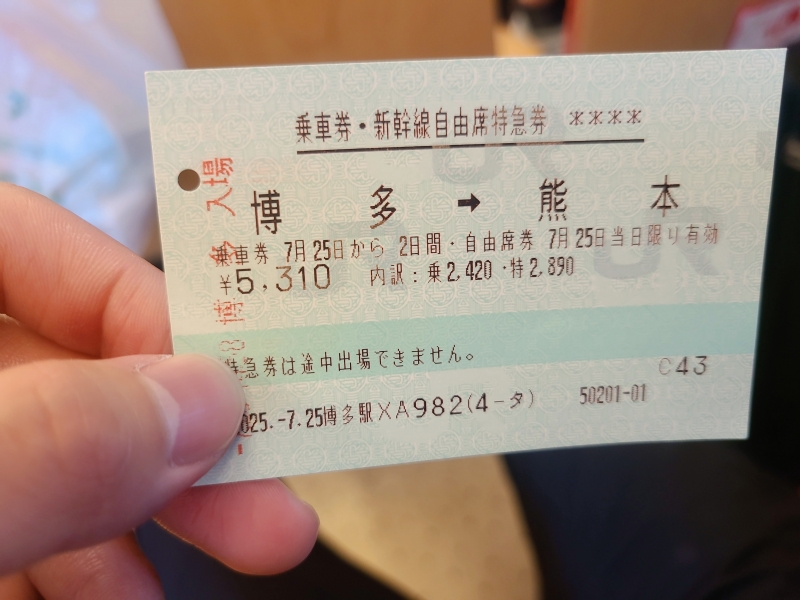 乗車券・新幹線自由席特急券 ****
博 多 → 熊 本
乗車券 7月25日から 2日間・自由席券 7月25日当日限り有効
¥5,310 内訳:乗2,420・特2,890
特急券は途中出場できません。
C43
025.-7.25博多駅XA982(4-タ) 50201-01
博多 入場